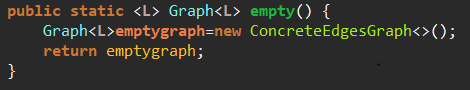 public static <L> Graph<L> empty() {
Graph<L>emptygraph=new ConcreteEdgesGraph<>();
return emptygraph;
}